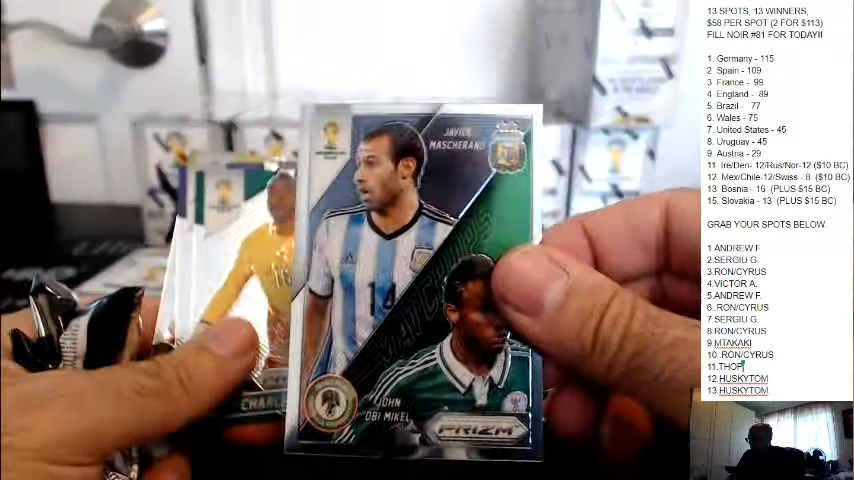 JAVIER
MASCHERANO
14
MATCHUPS
JOHN
OBI MIKEL
PRIZM
16
CHARL
13 SPOTS, 13 WINNERS,
$58 PER SPOT (2 FOR $113)
FILL NOIR #81 FOR TODAY!!
1. Germany - 115
2 Spain - 109
3 France - 99
4 England - 89
5. Brazil - 77
6. Wales - 75
7. United States - 45
8. Uruguay - 45
9 Austria - 29
11 Ire/Den- 12/Rus/Nor-12 ($10 BC)
12. Mex/Chile-12/Swiss - 8 ($10 BC)
13. Bosnia - 16 (PLUS $15 BC)
15. Slovakia - 13 (PLUS $15 BC)
GRAB YOUR SPOTS BELOW.
1 ANDREW F
2 SERGIU G.
3.RON/CYRUS
4.VICTOR A.
5.ANDREW F.
6..RON/CYRUS
7.SERGIU G.
8 RON/CYRUS
9.MTAKAKI
10..RON/CYRUS
11.THOP
12 HUSKYTOM
13 HUSKYTOM